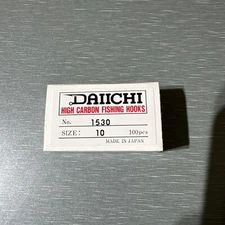 DAIICHI
HIGH CARBON FISHING HOOKS
No. 1530
SIZE: 10 100pcs
MADE IN JAPAN